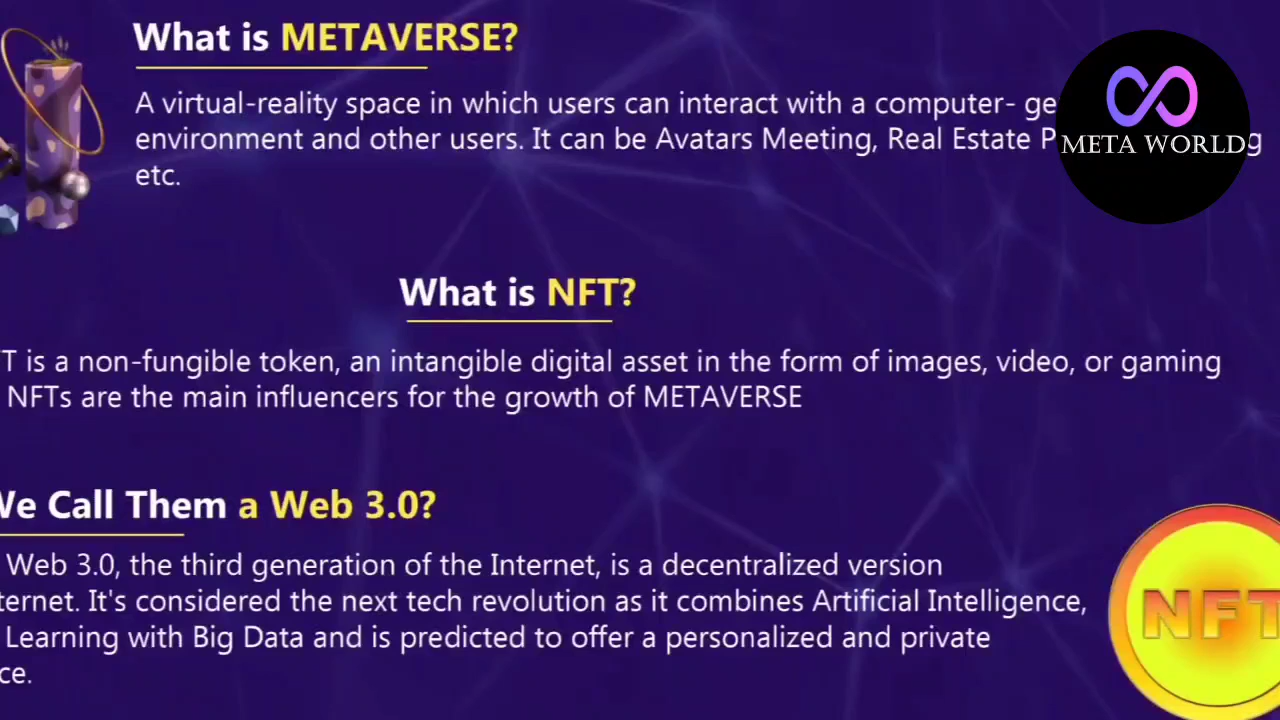 What is METAVERSE?
A virtual-reality space in which users can interact with a computer-
environment and other users. It can be Avatars Meeting, Real Estate
etc.
META WORLD
What is NFT?
is a non-fungible token, an intangible digital asset in the form of images, video, or gaming
NFTs are the main influencers for the growth of METAVERSE
We Call Them a Web 3.0?
Web 3.0, the third generation of the Internet, is a decentralized version
It's considered the next tech revolution as it combines Artificial Intelligence,
Learning with Big Data and is predicted to offer a personalized and private
NFT